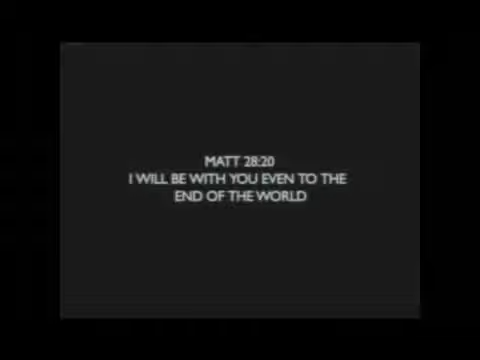 MATT 28:20
I WILL BE WITH YOU EVEN TO THE
END OF THE WORLD